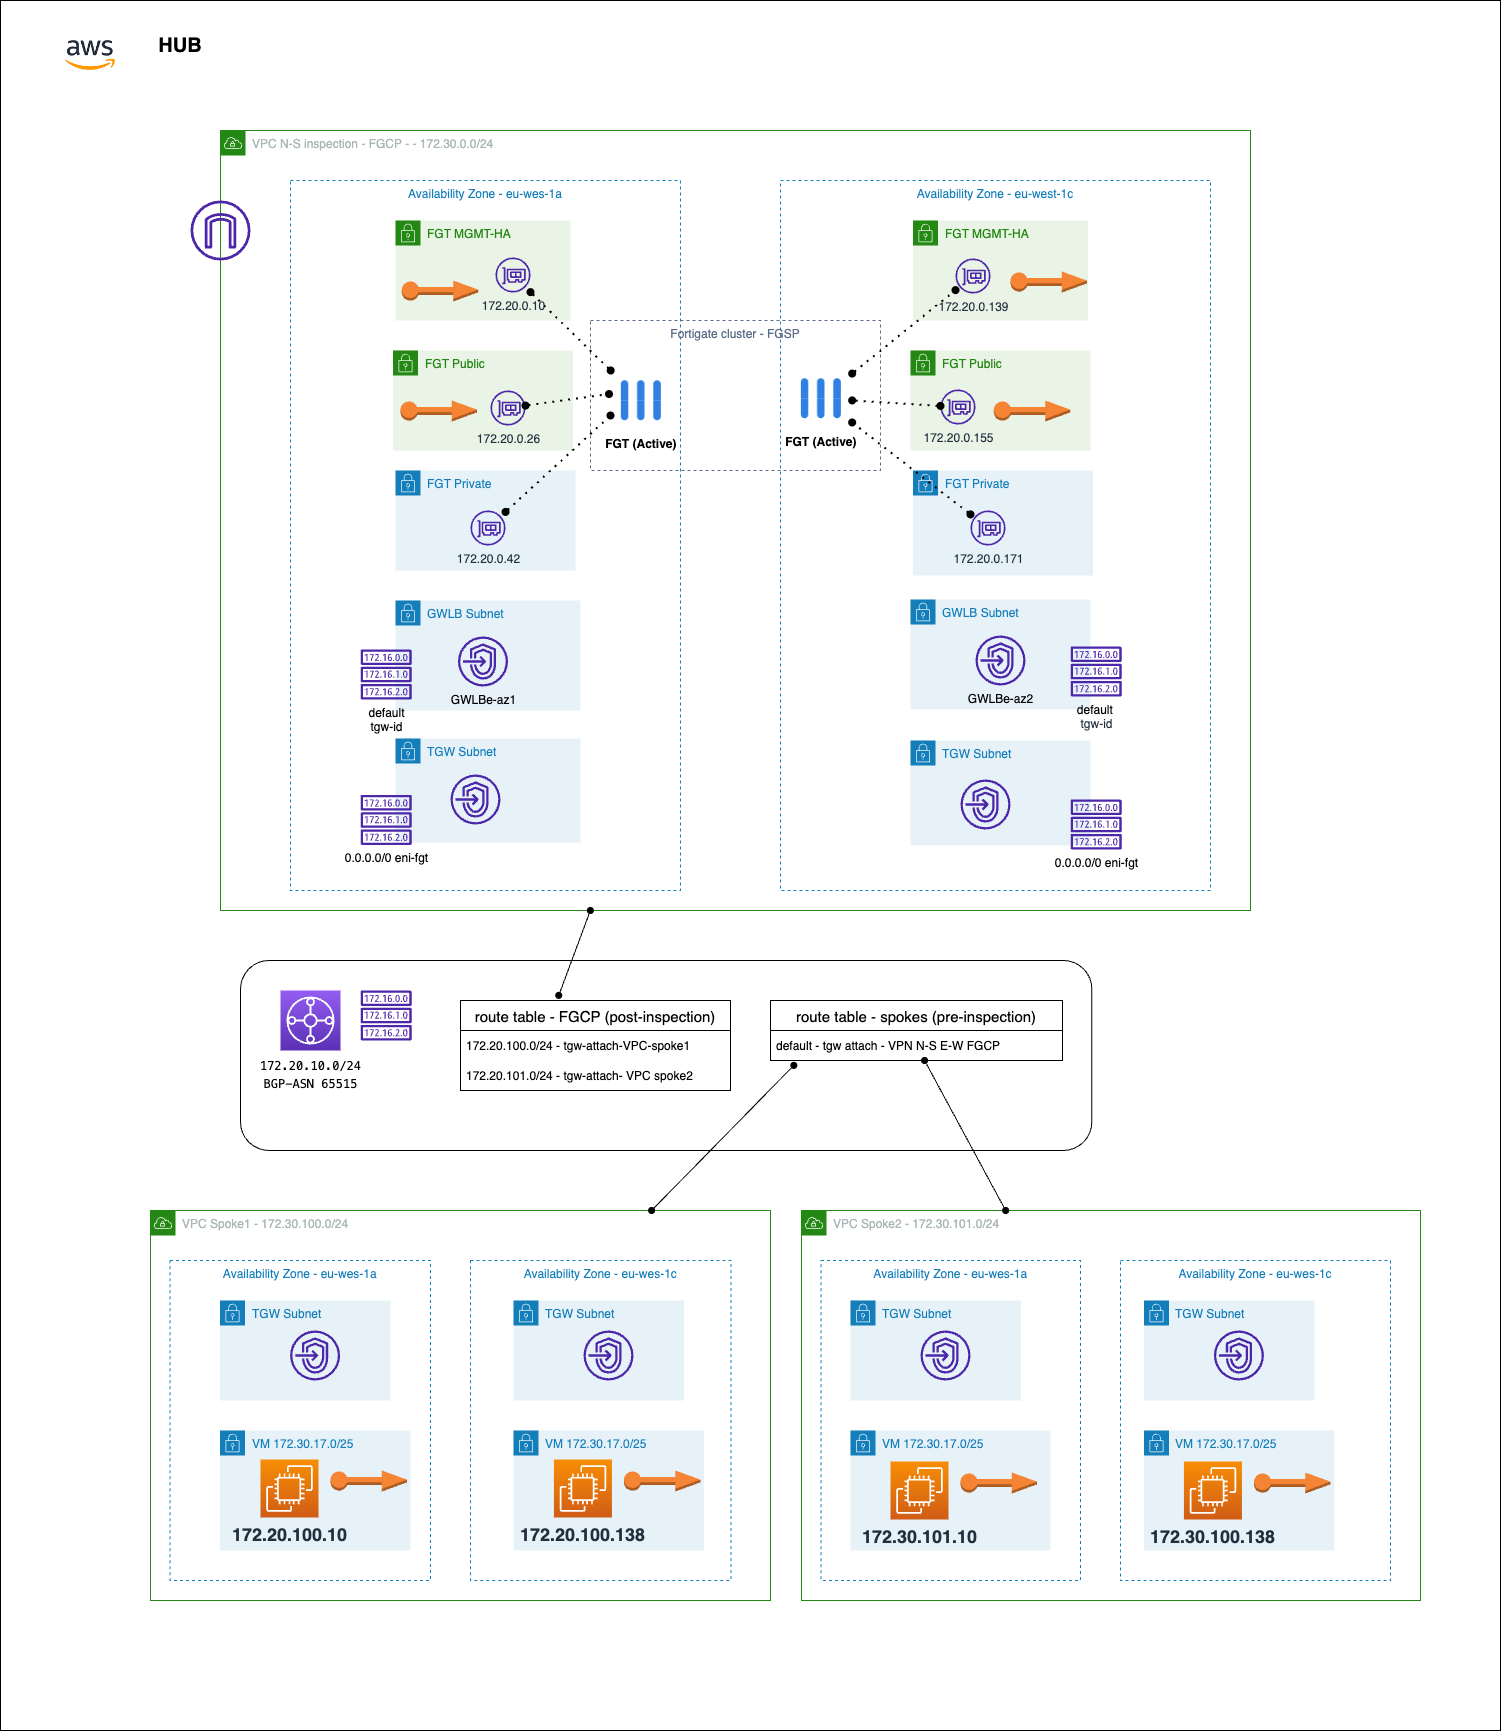 aws
HUB
VPC N-S inspection - FGCP - - 172.30.0.0/24
Availability Zone - eu-wes-1a
FGT MGMT-HA
172.20.0.10
FGT Public
172.20.0.26
FGT Private
172.20.0.42
GWLB Subnet
GWLBe-az1
172.16.0.0
172.16.1.0
172.16.2.0
default
tgw-id
TGW Subnet
172.16.0.0
172.16.1.0
172.16.2.0
0.0.0.0/0 eni-fgt
Fortigate cluster - FGSP
FGT (Active)
FGT (Active)
Availability Zone - eu-west-1c
FGT MGMT-HA
172.20.0.139
FGT Public
172.20.0.155
FGT Private
172.20.0.171
GWLB Subnet
GWLBe-az2
172.16.0.0
172.16.1.0
172.16.2.0
default
tgw-id
TGW Subnet
172.16.0.0
172.16.1.0
172.16.2.0
0.0.0.0/0 eni-fgt
172.16.0.0
172.16.1.0
172.16.2.0
172.20.10.0/24
BGP-ASN 65515
route table - FGCP (post-inspection)
172.20.100.0/24 - tgw-attach-VPC-spoke1
172.20.101.0/24 - tgw-attach- VPC spoke2
route table - spokes (pre-inspection)
default - tgw attach - VPN N-S E-W FGCP
VPC Spoke1 - 172.30.100.0/24
Availability Zone - eu-wes-1a
TGW Subnet
VM 172.30.17.0/25
172.20.100.10
Availability Zone - eu-wes-1c
TGW Subnet
VM 172.30.17.0/25
172.20.100.138
VPC Spoke2 - 172.30.101.0/24
Availability Zone - eu-wes-1a
TGW Subnet
VM 172.30.17.0/25
172.30.101.10
Availability Zone - eu-wes-1c
TGW Subnet
VM 172.30.17.0/25
172.30.100.138